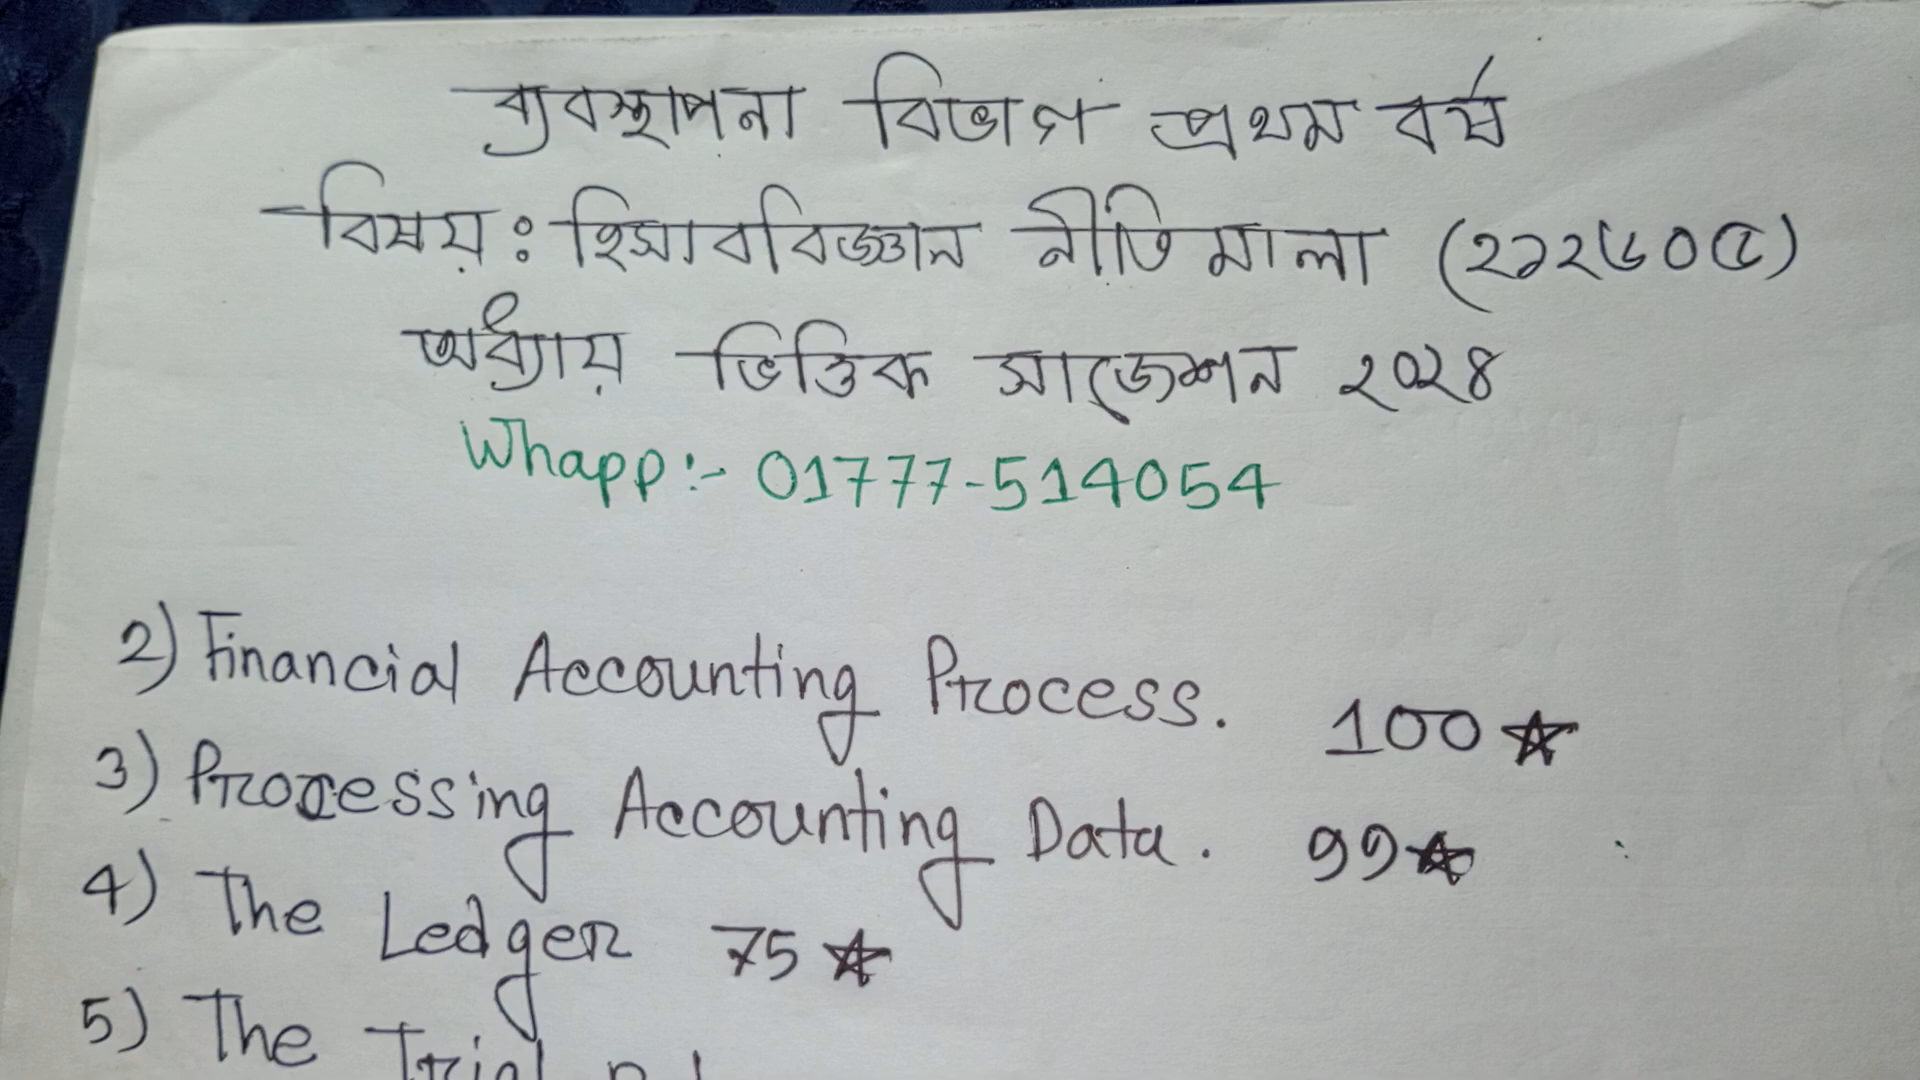 ব্যবস্থাপনা বিভাগ প্রথম বর্ষ
বিষয়ঃ হিসাববিজ্ঞান নীতিমালা (২১২৬০৫)
অধ্যায় ভিত্তিক সাজেশন ২০২৪
Whapp:- 01777-514054
2) Financial Accounting Process. 100☆
3) Processing Accounting Data. 99☆
4) The Ledger 75☆
5) The Trial